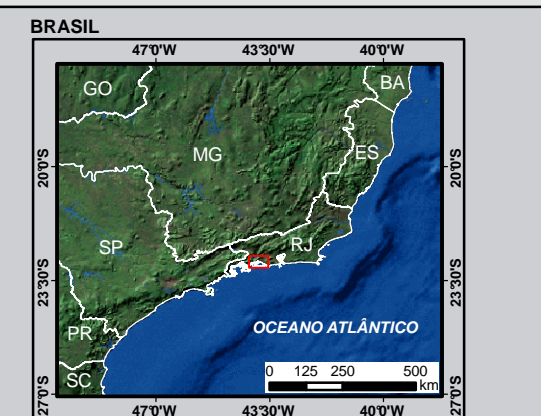 BRASIL
47°0'W 43°30'W 40°0'W
GO
BA
MG
ES
20°0'S 20°0'S
SP
RJ
23°30'S 23°30'S
OCEANO ATLÂNTICO
PR
0 125 250 500
km
SC
27°0'S 27°0'S
47°0'W 43°30'W 40°0'W